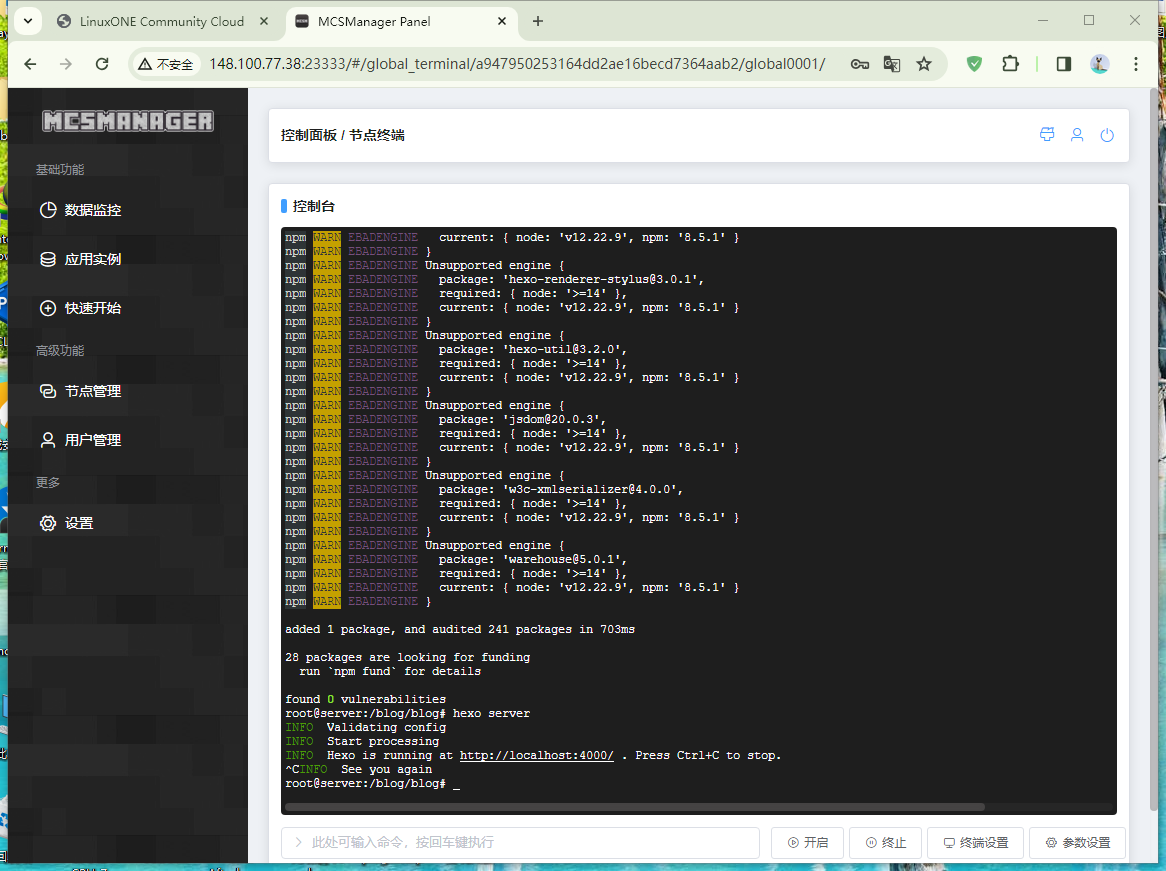 LinuxONE Community Cloud
MCSManager Panel
不安全
148.100.77.38:23333/#/global_terminal/a947950253164dd2ae16becd7364aab2/global0001/
MCSMANAGER
基础功能
数据监控
应用实例
快速开始
高级功能
节点管理
用户管理
更多
设置
控制面板 / 节点终端
控制台
npm WARN EBADENGINE   current: { node: 'v12.22.9', npm: '8.5.1' }
npm WARN EBADENGINE }
npm WARN EBADENGINE Unsupported engine {
npm WARN EBADENGINE   package: 'hexo-renderer-stylus@3.0.1',
npm WARN EBADENGINE   required: { node: '>=14' },
npm WARN EBADENGINE   current: { node: 'v12.22.9', npm: '8.5.1' }
npm WARN EBADENGINE }
npm WARN EBADENGINE Unsupported engine {
npm WARN EBADENGINE   package: 'hexo-util@3.2.0',
npm WARN EBADENGINE   required: { node: '>=14' },
npm WARN EBADENGINE   current: { node: 'v12.22.9', npm: '8.5.1' }
npm WARN EBADENGINE }
npm WARN EBADENGINE Unsupported engine {
npm WARN EBADENGINE   package: 'jsdom@20.0.3',
npm WARN EBADENGINE   required: { node: '>=14' },
npm WARN EBADENGINE   current: { node: 'v12.22.9', npm: '8.5.1' }
npm WARN EBADENGINE }
npm WARN EBADENGINE Unsupported engine {
npm WARN EBADENGINE   package: 'w3c-xmlserializer@4.0.0',
npm WARN EBADENGINE   required: { node: '>=14' },
npm WARN EBADENGINE   current: { node: 'v12.22.9', npm: '8.5.1' }
npm WARN EBADENGINE }
npm WARN EBADENGINE Unsupported engine {
npm WARN EBADENGINE   package: 'warehouse@5.0.1',
npm WARN EBADENGINE   required: { node: '>=14' },
npm WARN EBADENGINE   current: { node: 'v12.22.9', npm: '8.5.1' }
npm WARN EBADENGINE }
added 1 package, and audited 241 packages in 703ms
28 packages are looking for funding
  run `npm fund` for details
found 0 vulnerabilities
root@server:/blog/blog# hexo server
INFO  Validating config
INFO  Start processing
INFO  Hexo is running at http://localhost:4000/ . Press Ctrl+C to stop.
^CINFO  See you again
root@server:/blog/blog# _
此处可输入命令，按回车键执行
开启
终止
终端设置
参数设置